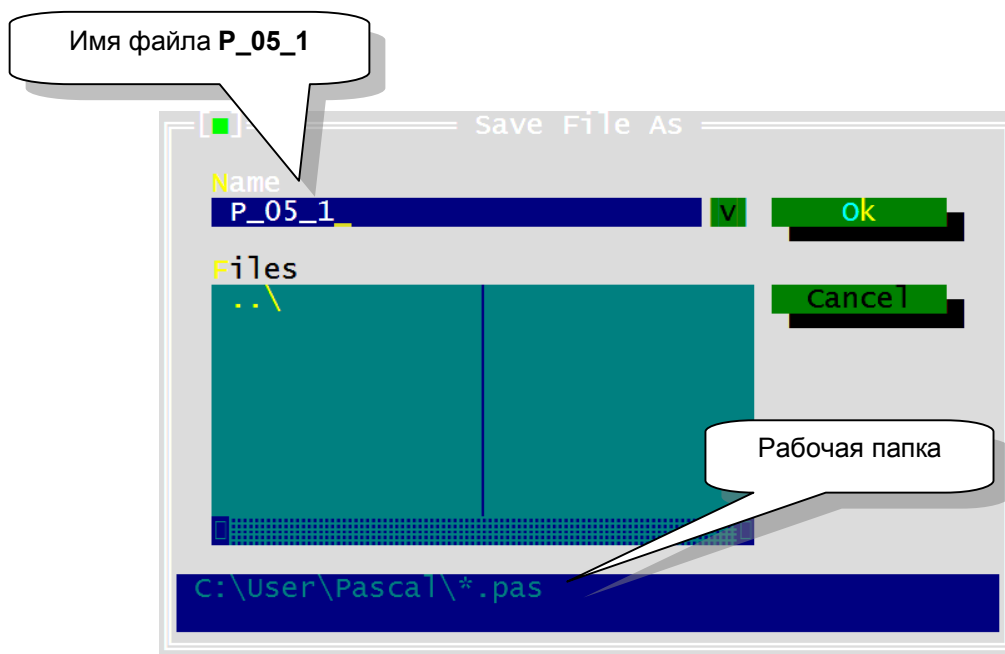 Имя файла P_05_1
[■] Save File As
Name
P_05_1_
v
Ok
Files
..\
Cancel
Рабочая папка
C:\User\Pascal\*.pas